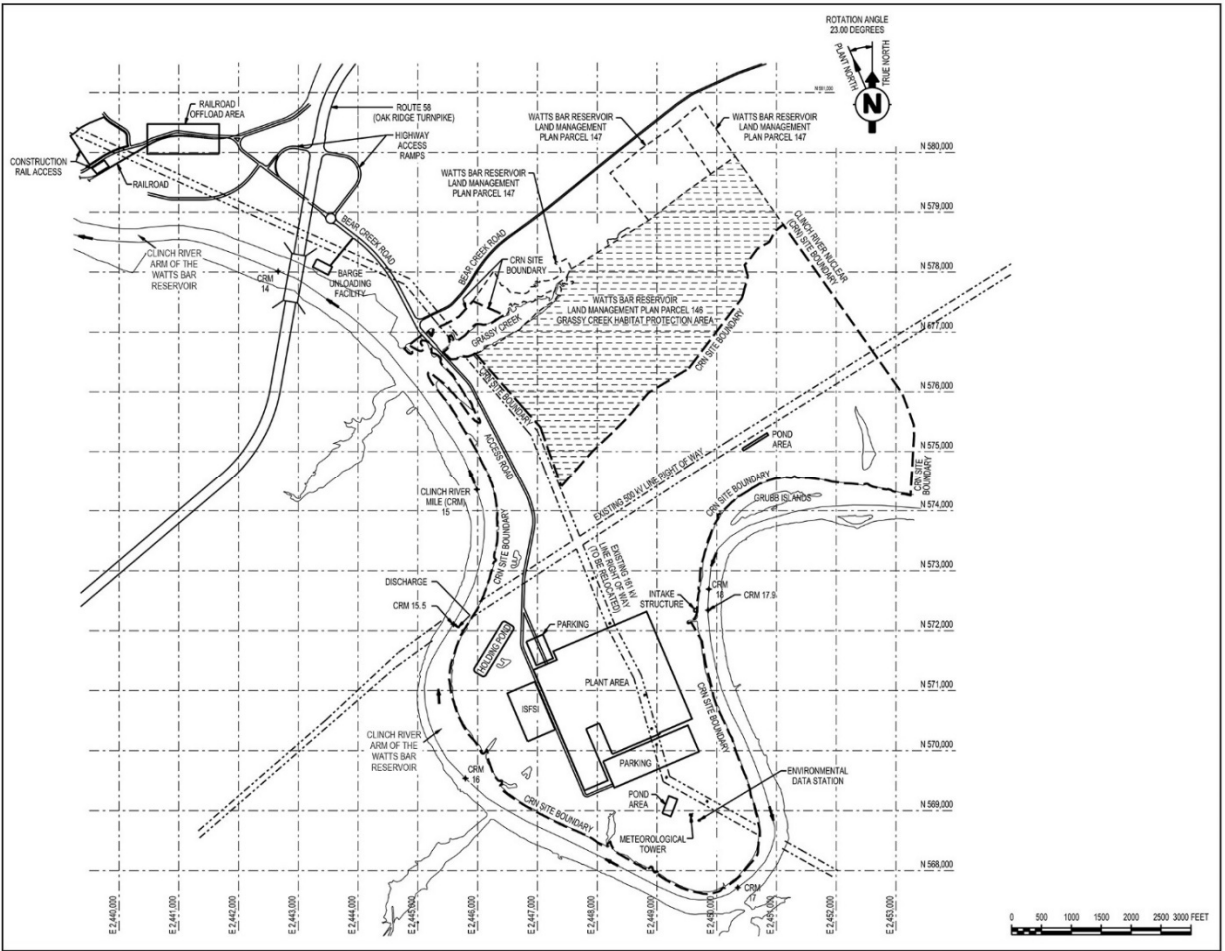 ROTATION ANGLE
23.00 DEGREES
PLANT NORTH
TRUE NORTH
N
N 581,000
RAILROAD
OFFLOAD AREA
ROUTE 58
(OAK RIDGE TURNPIKE)
HIGHWAY
ACCESS
RAMPS
CONSTRUCTION
RAIL ACCESS
RAILROAD
WATTS BAR RESERVOIR
LAND MANAGEMENT
PLAN PARCEL 147
WATTS BAR RESERVOIR
LAND MANAGEMENT
PLAN PARCEL 147
WATTS BAR RESERVOIR
LAND MANAGEMENT
PLAN PARCEL 147
N 580,000
N 579,000
N 578,000
N 577,000
N 576,000
N 575,000
N 574,000
N 573,000
N 572,000
N 571,000
N 570,000
N 569,000
N 568,000
CLINCH RIVER
ARM OF THE
WATTS BAR
RESERVOIR
CRM
14
BARGE
UNLOADING
FACILITY
BEAR CREEK ROAD
BEAR CREEK ROAD
CRN SITE
BOUNDARY
GRASSY CREEK
WATTS BAR RESERVOIR
LAND MANAGEMENT PLAN PARCEL 146
GRASSY CREEK HABITAT PROTECTION AREA
CLINCH RIVER NUCLEAR
(CRN) SITE BOUNDARY
CRN SITE BOUNDARY
CRN SITE BOUNDARY
ACCESS ROAD
POND
AREA
CRN SITE
BOUNDARY
EXISTING 500 kV LINE RIGHT OF WAY
CRN SITE BOUNDARY
GRUBB ISLANDS
CLINCH RIVER
MILE (CRM)
15
CRN SITE BOUNDARY
EXISTING 161 kV
LINE RIGHT OF WAY
(TO BE RELOCATED)
DISCHARGE
CRM 15.5
INTAKE
STRUCTURE
CRM
18
CRM 17.9
HOLDING POND
PARKING
PLANT AREA
ISFSI
CRN SITE BOUNDARY
CLINCH RIVER
ARM OF THE
WATTS BAR
RESERVOIR
CRM
16
PARKING
POND
AREA
ENVIRONMENTAL
DATA STATION
METEOROLOGICAL
TOWER
CRN SITE BOUNDARY
CRM
17
E 2,440,000
E 2,441,000
E 2,442,000
E 2,443,000
E 2,444,000
E 2,445,000
E 2,446,000
E 2,447,000
E 2,448,000
E 2,449,000
E 2,450,000
E 2,451,000
E 2,452,000
E 2,453,000
0 500 1000 1500 2000 2500 3000 FEET